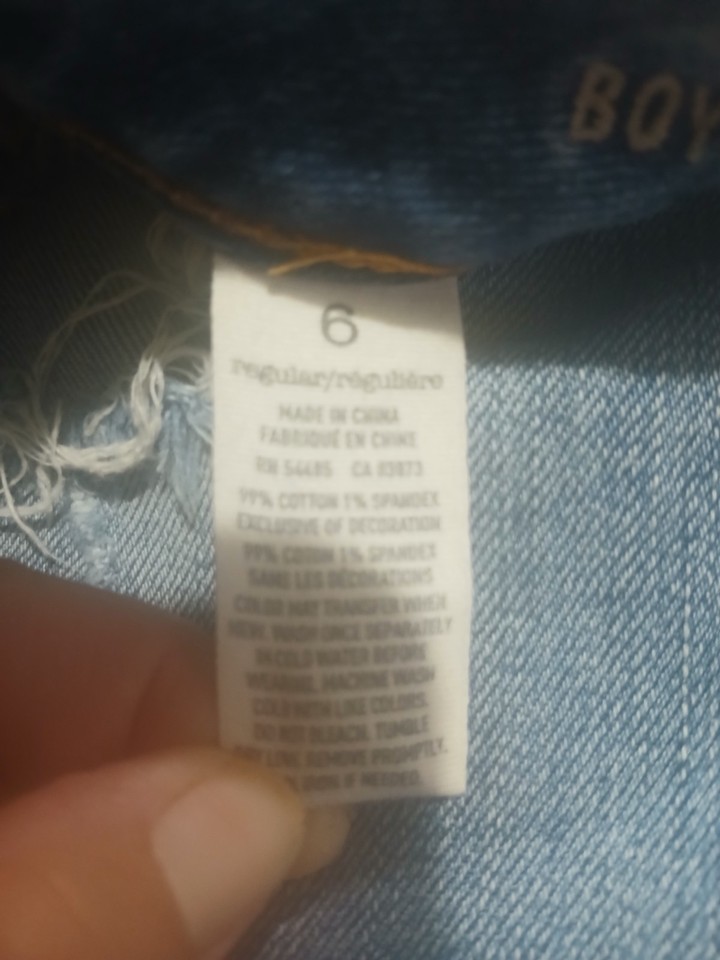 BOY
6
regular/régulière
MADE IN CHINA
FABRIQUÉ EN CHINE
RN 54485 CA 03873
99% COTTON 1% SPANDEX
EXCLUSIVE OF DECORATION
99% COTON 1% SPANDEX
SANS LES DÉCORATIONS
COLOR MAY TRANSFER WHEN
NEW. WASH ONCE SEPARATELY
IN COLD WATER BEFORE
WEARING. MACHINE WASH
COLD WITH LIKE COLORS.
DO NOT BLEACH. TUMBLE
DRY LOW. REMOVE PROMPTLY.
IRON IF NEEDED.